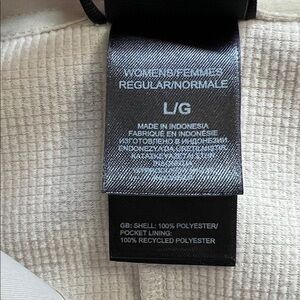 WOMENS/FEMMES
REGULAR/NORMALE
L/G
MADE IN INDONESIA
FABRIQUÉ EN INDONÉSIE
ИЗГОТОВЛЕНО В ИНДОНЕЗИИ
GB: SHELL: 100% POLYESTER/
POCKET LINING:
100% RECYCLED POLYESTER